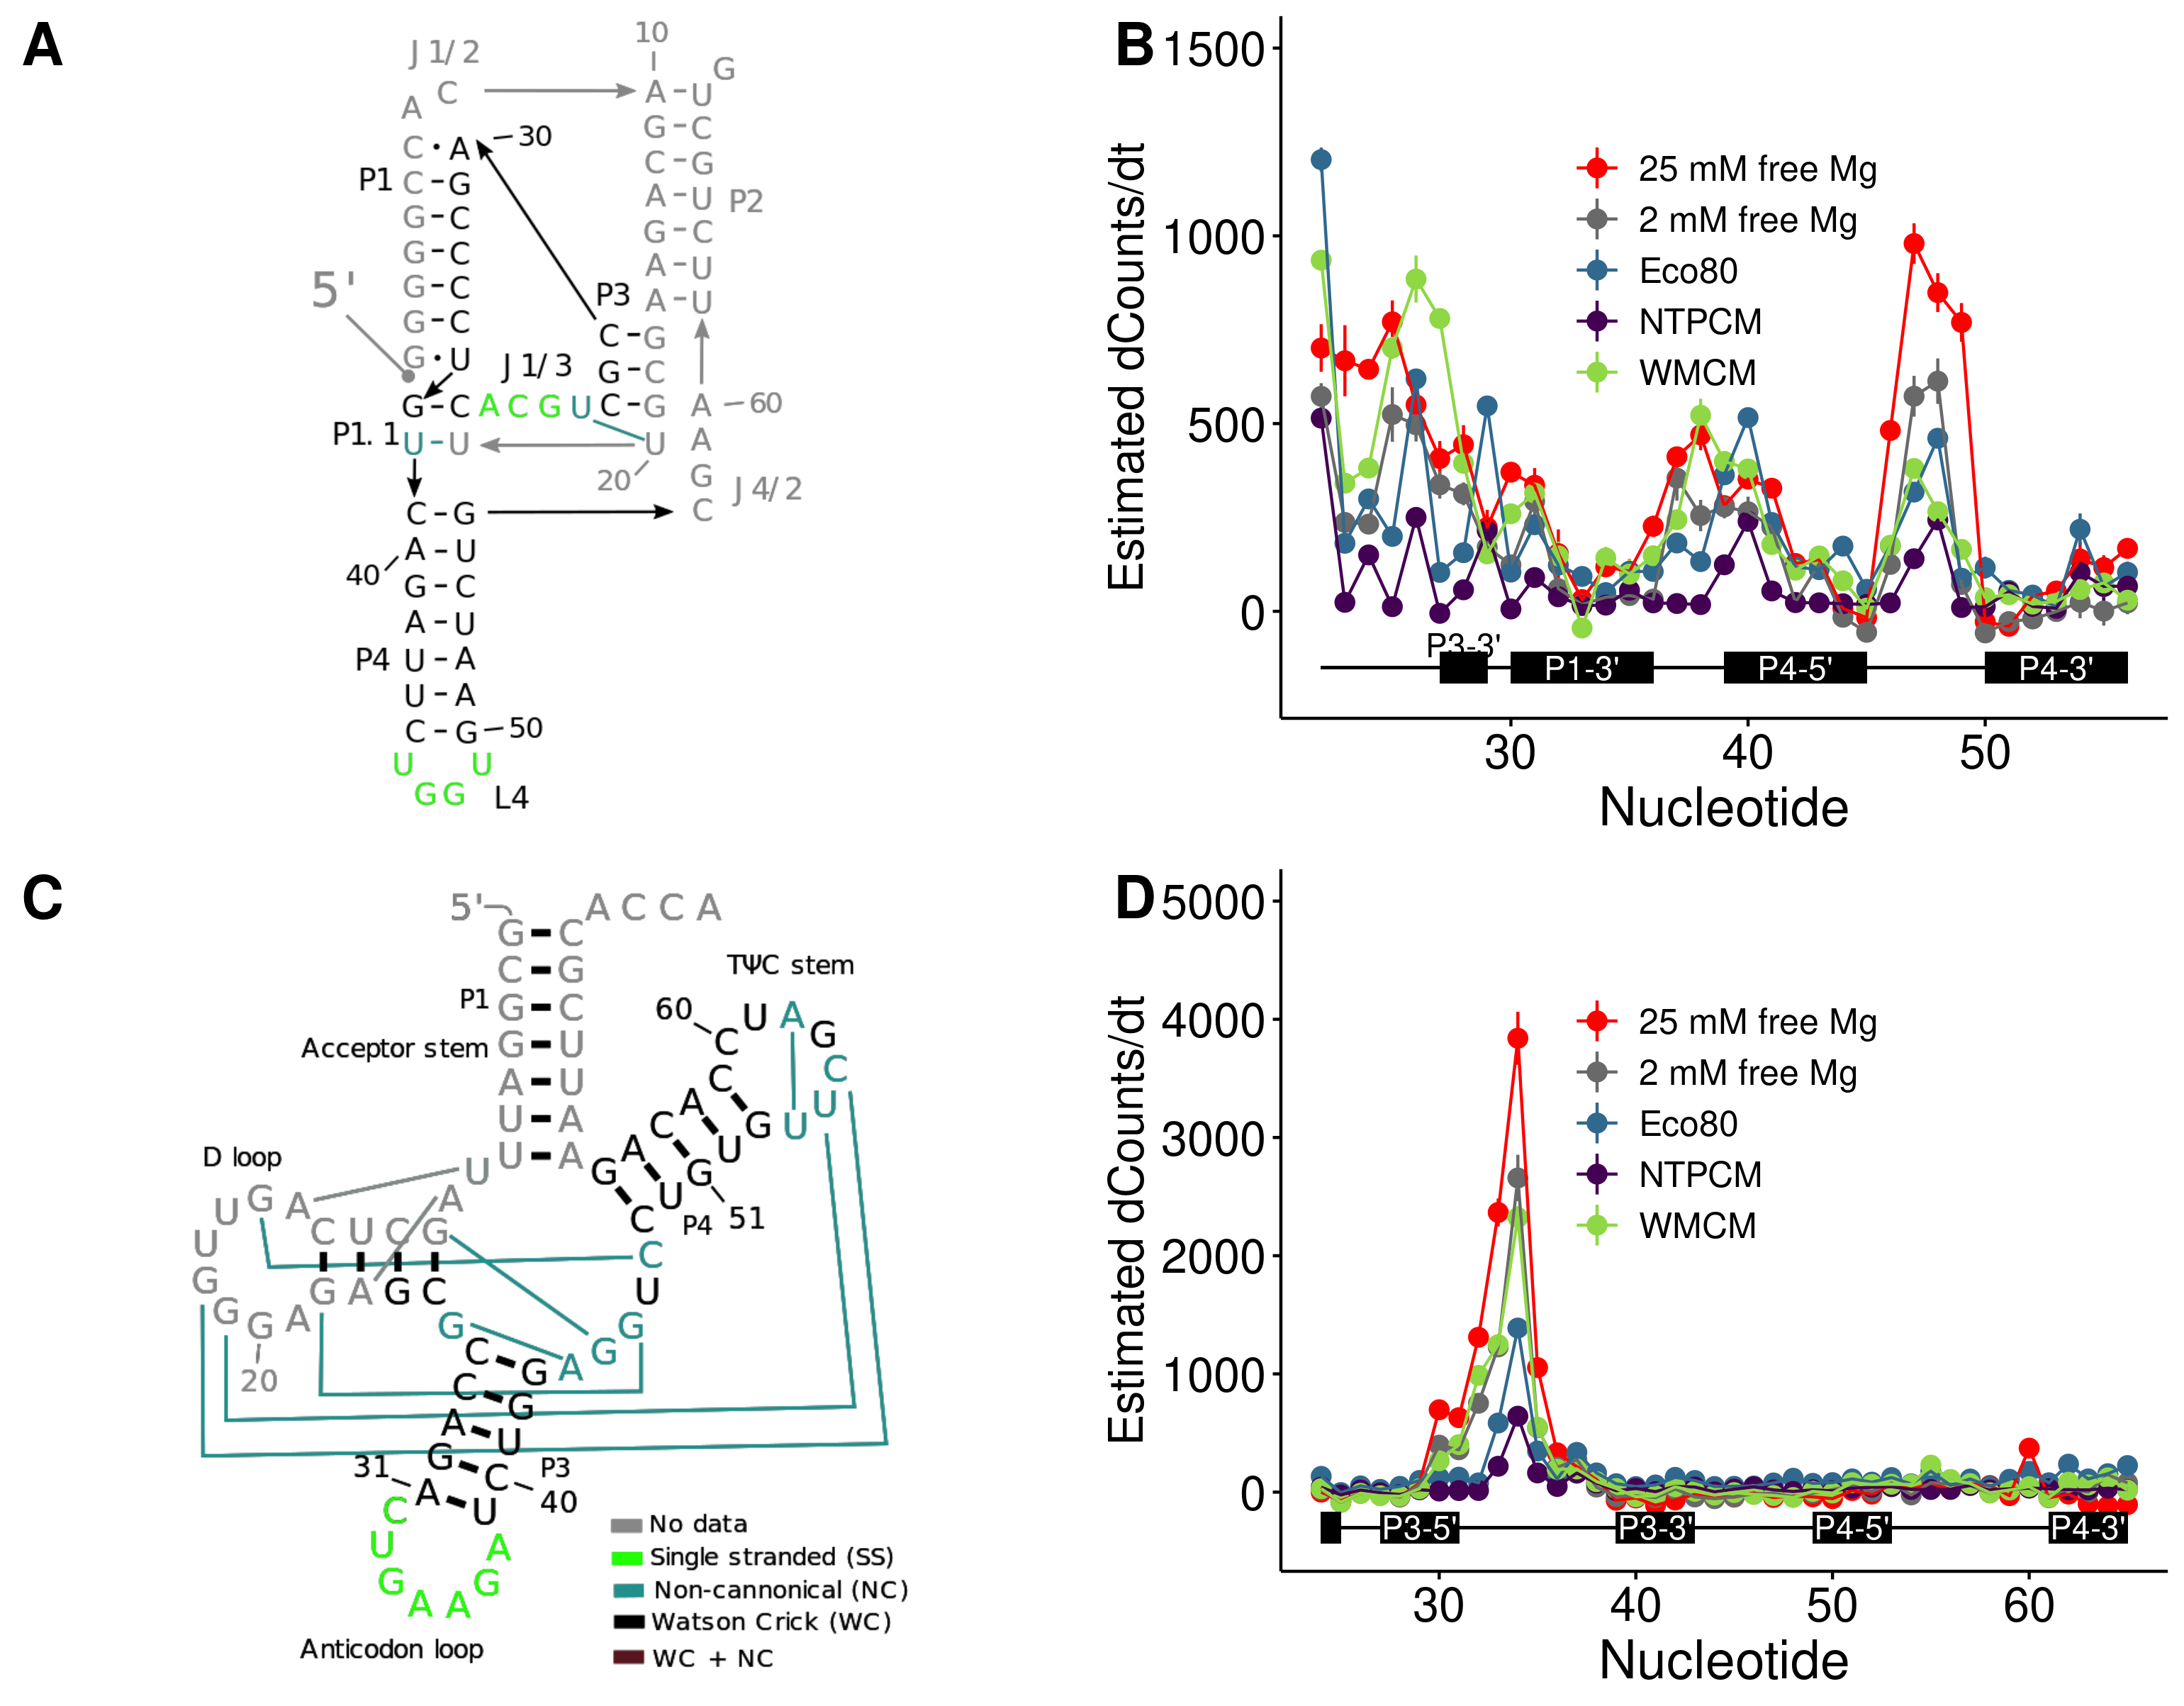 A
J 1/2
10
G
A
C
A – U
C · A – 30
G – C
P1 C – G
C – G
G – C
A – U P2
G – C
G – C
G – C
A – U
5'
P3
G – C
A – U
C – G
G · U
J 1/3
G – C
G – C A C G U C – G
A – 60
P1.1 U – U
U
A
20
G
J 4/2
C – G
C
A – U
40
G – C
A – U
P4 U – A
U – A
C – G – 50
U U
G G L4
B
1500
1000
500
0
Estimated dCounts/dt
25 mM free Mg
2 mM free Mg
Eco80
NTPCM
WMCM
P3-3'
P1-3'
P4-5'
P4-3'
30 40 50
Nucleotide
C
5'
A C C A
G C
C G
P1 G C
Acceptor stem G U
A U
U A
U U A
TΨC stem
60
C U A G
C C
A U
C G U
A U
G G
U P4 51
C
C
U
G
D loop
U G A
A
U C U C G
G G A G C
G G A
20
G
C G A G
C G
A U
G C P3
31 A U 40
C A
U G
G A A
Anticodon loop
No data
Single stranded (SS)
Non-cannonical (NC)
Watson Crick (WC)
WC + NC
D
5000
4000
3000
2000
1000
0
Estimated dCounts/dt
25 mM free Mg
2 mM free Mg
Eco80
NTPCM
WMCM
P3-5'
P3-3'
P4-5'
P4-3'
30 40 50 60
Nucleotide